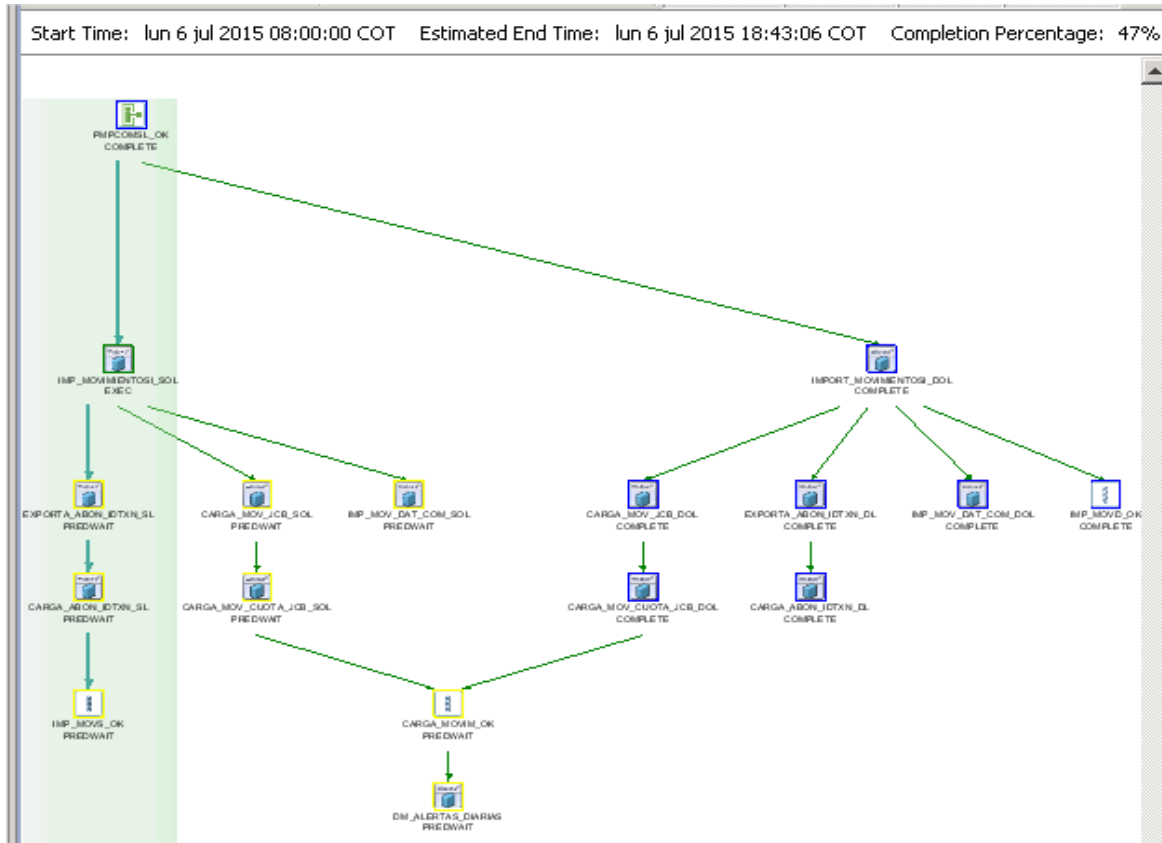 Start Time: lun 6 jul 2015 08:00:00 COT Estimated End Time: lun 6 jul 2015 18:43:06 COT Completion Percentage: 47%
PMPCOMSL_OK
COMPLETE
IMP_MOVIMIENTOSI_SOL
EXEC
IMPORT_MOVIMIENTOSI_DOL
COMPLETE
EXPORTA_ABON_IDTXN_SL
PREDWAIT
CARGA_MOV_JCB_SOL
PREDWAIT
IMP_MOV_DAT_COM_SOL
PREDWAIT
CARGA_MOV_JCB_DOL
COMPLETE
EXPORTA_ABON_IDTXN_DL
COMPLETE
IMP_MOV_DAT_COM_DOL
COMPLETE
IMP_MOVD_OK
COMPLETE
CARGA_ABON_IDTXN_SL
PREDWAIT
CARGA_MOV_CUOTA_JCB_SOL
PREDWAIT
CARGA_MOV_CUOTA_JCB_DOL
COMPLETE
CARGA_ABON_IDTXN_DL
COMPLETE
IMP_MOVS_OK
PREDWAIT
CARGA_MOVIM_OK
PREDWAIT
DM_ALERTAS_DIARIAS
PREDWAIT